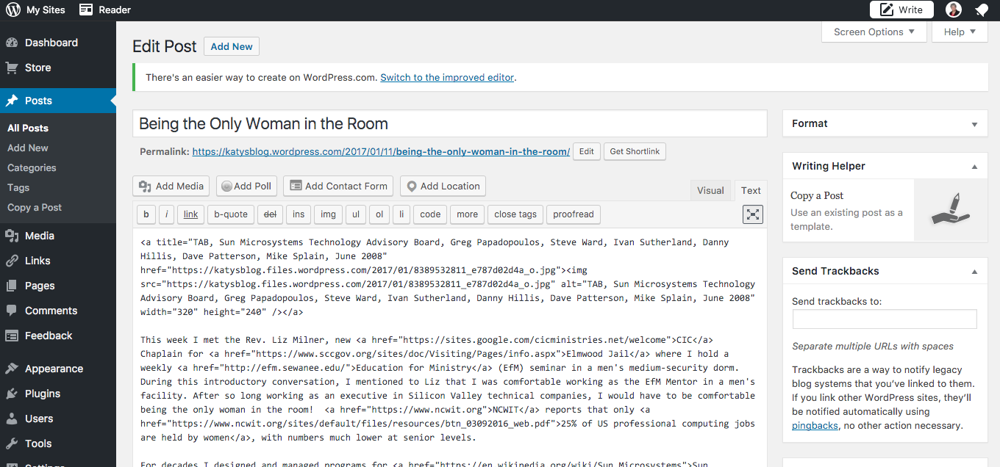 My Sites
Reader
Write
Dashboard
Store
Posts
All Posts
Add New
Categories
Tags
Copy a Post
Media
Links
Pages
Comments
Feedback
Appearance
Plugins
Users
Tools
Settings
Screen Options
Help
Edit Post
Add New
There's an easier way to create on WordPress.com. Switch to the improved editor.
Being the Only Woman in the Room
Permalink: https://katysblog.wordpress.com/2017/01/11/being-the-only-woman-in-the-room/ Edit Get Shortlink
Add Media Add Poll Add Contact Form Add Location
Visual Text
b i link b-quote del ins img ul ol li code more close tags proofread
<a title="TAB, Sun Microsystems Technology Advisory Board, Greg Papadopoulos, Steve Ward, Ivan Sutherland, Danny
Hillis, Dave Patterson, Mike Splain, June 2008"
href="https://katysblog.files.wordpress.com/2017/01/8389532811_e787d02d4a_o.jpg"><img
src="https://katysblog.files.wordpress.com/2017/01/8389532811_e787d02d4a_o.jpg" alt="TAB, Sun Microsystems Technology
Advisory Board, Greg Papadopoulos, Steve Ward, Ivan Sutherland, Danny Hillis, Dave Patterson, Mike Splain, June 2008"
width="320" height="240" /></a>
This week I met the Rev. Liz Milner, new <a href="https://sites.google.com/cicministries.net/welcome">CIC</a>
Chaplain for <a href="https://www.sccgov.org/sites/doc/Visiting/Pages/info.aspx">Elmwood Jail</a> where I hold a
weekly <a href="http://efm.sewanee.edu/">Education for Ministry</a> (EfM) seminar in a men's medium-security dorm.
During this introductory conversation, I mentioned to Liz that I was comfortable working as the EfM Mentor in a men's
facility. After so long working as an executive in Silicon Valley technical companies, I would have to be comfortable
being the only woman in the room!  <a href="https://www.ncwit.org">NCWIT</a> reports that only <a
href="https://www.ncwit.org/sites/default/files/resources/btn_03092016_web.pdf">25% of US professional computing jobs
are held by women</a>, with numbers much lower at senior levels.
For decades I designed and managed programs for <a href="https://en.wikipedia.org/wiki/Sun_Microsystems">Sun
Format
Writing Helper
Copy a Post
Use an existing post as a
template.
Send Trackbacks
Send trackbacks to:
Separate multiple URLs with spaces
Trackbacks are a way to notify legacy
blog systems that you've linked to them.
If you link other WordPress sites, they'll
be notified automatically using
pingbacks, no other action necessary.